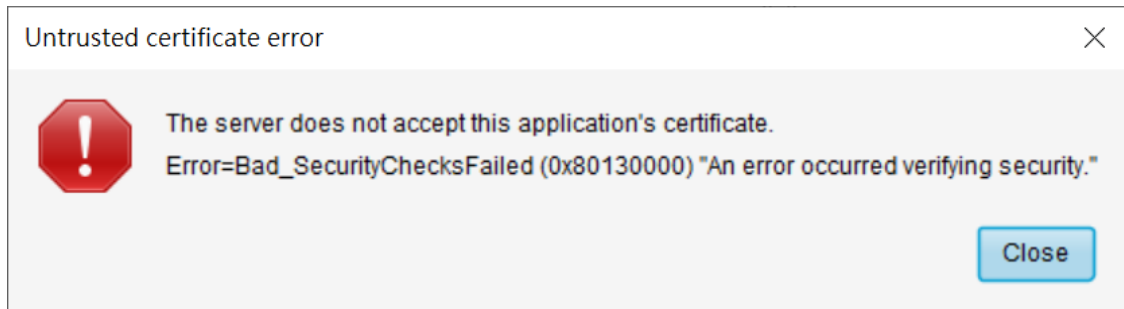 Untrusted certificate error
The server does not accept this application's certificate.
Error=Bad_SecurityChecksFailed (0x80130000) "An error occurred verifying security."
Close